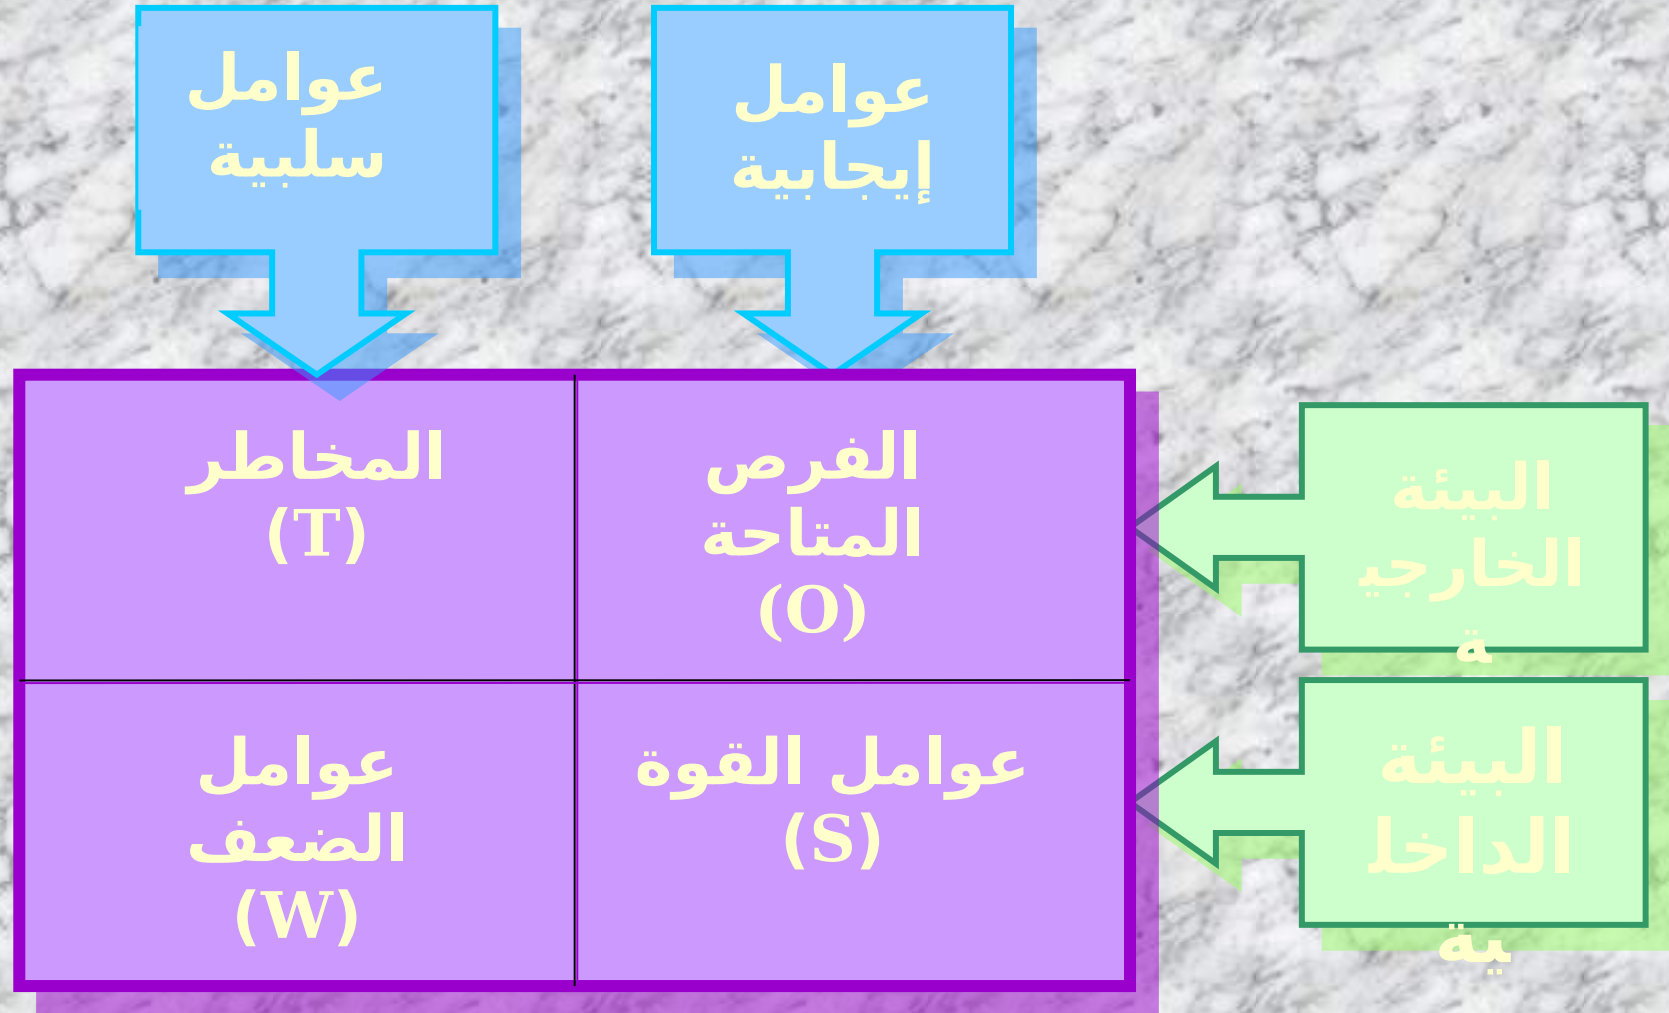 عوامل
إيجابية
عوامل
سلبية
البيئة
الخارجي
ة
الفرص
المتاحة
(O)
المخاطر
(T)
البيئة
الداخل
ية
عوامل القوة
(S)
عوامل
الضعف
(W)